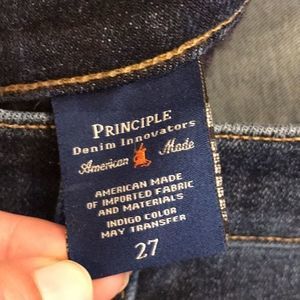 PRINCIPLE
Denim Innovators
American Made
AMERICAN MADE
OF IMPORTED FABRIC
AND MATERIALS
INDIGO COLOR
MAY TRANSFER
27